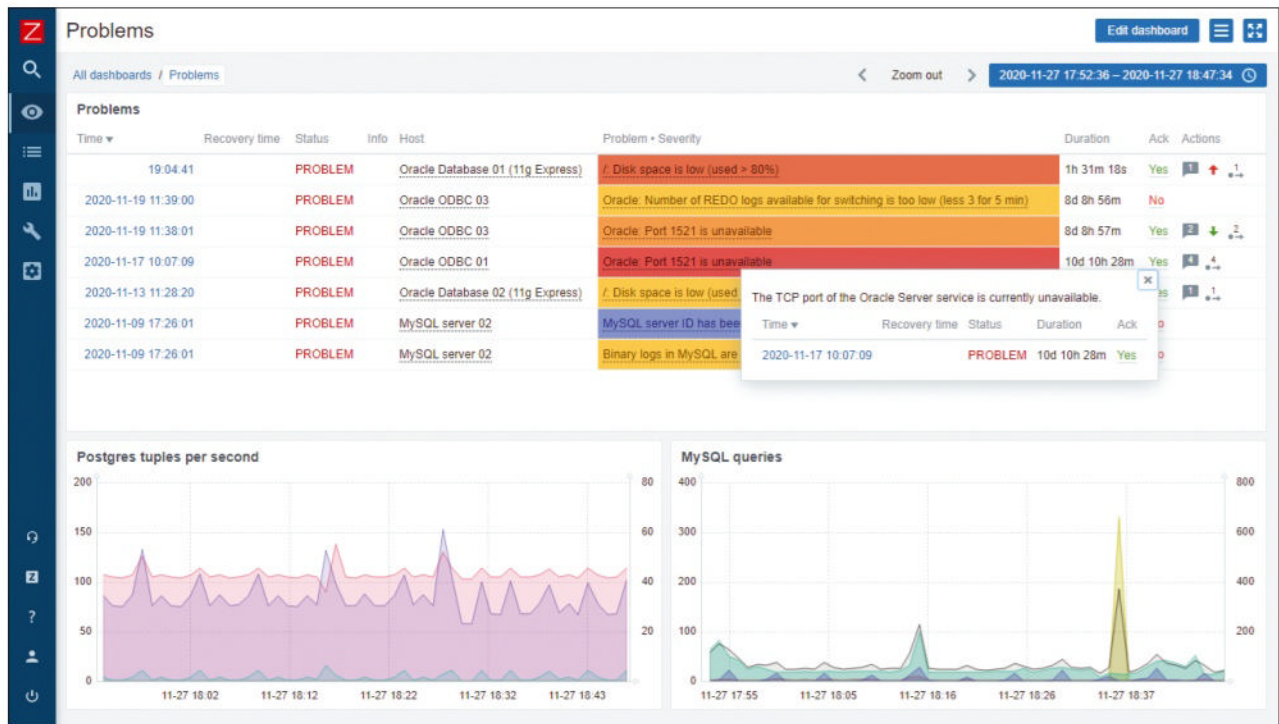 Z
Problems
Edit dashboard
All dashboards / Problems
Zoom out
2020-11-27 17:52:36 – 2020-11-27 18:47:34
Problems
Time Recovery time Status Info Host Problem • Severity Duration Ack Actions
19:04:41 PROBLEM Oracle Database 01 (11g Express) /: Disk space is low (used > 80%) 1h 31m 18s Yes 1 1
2020-11-19 11:39:00 PROBLEM Oracle ODBC 03 Oracle: Number of REDO logs available for switching is too low (less 3 for 5 min) 8d 8h 56m No
2020-11-19 11:38:01 PROBLEM Oracle ODBC 03 Oracle: Port 1521 is unavailable 8d 8h 57m Yes 2 2
2020-11-17 10:07:09 PROBLEM Oracle ODBC 01 Oracle: Port 1521 is unavailable 10d 10h 28m Yes 4 4
2020-11-13 11:28:20 PROBLEM Oracle Database 02 (11g Express) /: Disk space is low (used es 1 1
2020-11-09 17:26:01 PROBLEM MySQL server 02 MySQL server ID has bee o
2020-11-09 17:26:01 PROBLEM MySQL server 02 Binary logs in MySQL are o
The TCP port of the Oracle Server service is currently unavailable.
Time Recovery time Status Duration Ack
2020-11-17 10:07:09 PROBLEM 10d 10h 28m Yes
Postgres tuples per second
200 80
150 60
100 40
50 20
0
11-27 18:02 11-27 18:12 11-27 18:22 11-27 18:32 11-27 18:43
MySQL queries
400 800
300 600
200 400
100 200
0
11-27 17:55 11-27 18:05 11-27 18:16 11-27 18:26 11-27 18:37
Z
?